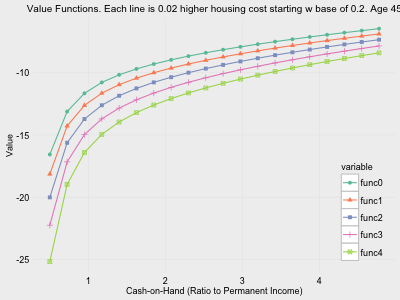 Value Functions. Each line is 0.02 higher housing cost starting w base of 0.2. Age 45
Value
-10
-15
-20
-25
variable
func0
func1
func2
func3
func4
1 2 3 4
Cash-on-Hand (Ratio to Permanent Income)